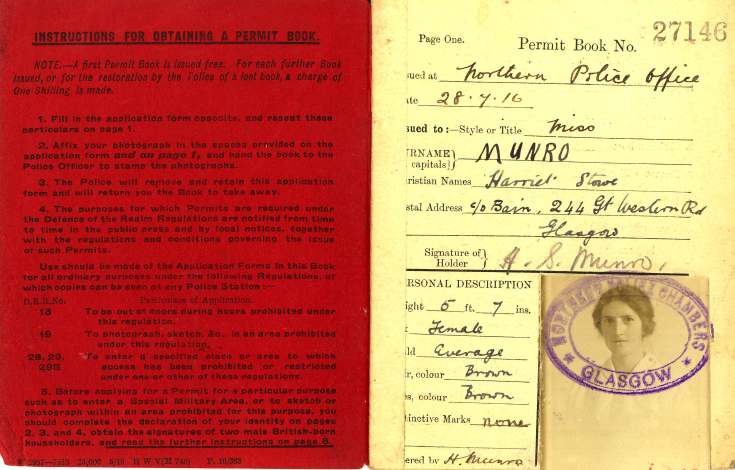 INSTRUCTIONS FOR OBTAINING A PERMIT BOOK.
NOTE.—A first Permit Book is issued free. For each further Book
issued, or for the restoration by the Police of a lost book, a charge of
One Shilling is made.
1. Fill in the application form opposite, and repeat these
particulars on page 1.
2. Affix your photograph in the spaces provided on the
application form and on page 1, and hand the book to the
Police Officer to stamp the photographs.
3. The Police will remove and retain this application
form and will return you the Book to take away.
4. The purposes for which Permits are required under
the Defence of the Realm Regulations are notified from time
to time in the public press and by local notices, together
with the regulations and conditions governing the issue
of such Permits.
Use should be made of the Application Forms in this Book
for all ordinary purposes under the following Regulations, of
which copies can be seen at any Police Station :—
D.R.R.No. Particulars of Application.
13 To be out of doors during hours prohibited under
this regulation.
19 To photograph, sketch, &c., in an area prohibited
under this regulation.
28, 29, To enter a specified place or area to which
29B access has been prohibited or restricted
under one or other of these regulations.
5. Before applying for a Permit for a particular purpose
such as to enter a Special Military Area, or to sketch or
photograph within an area prohibited for this purpose, you
should complete the declaration of your identity on pages
2, 3, and 4, obtain the signatures of two male British-born
householders, and read the further instructions on page 6.
Page One. Permit Book No. 27146
sued at Northern Police Office
ate 28.7.16
sued to :—Style or Title Miss
URNAME
capitals) MUNRO
ristian Names Harriet Stowe
stal Address c/o Bain, 244 Gt Western Rd
Glasgow
Signature of
Holder H. S. Munro.
ERSONAL DESCRIPTION
ight 5 ft. 7 ins.
Female
ld Average
r, colour Brown
s, colour Brown
tinctive Marks none
ered by H. Munro
CHAMBERS
GLASGOW